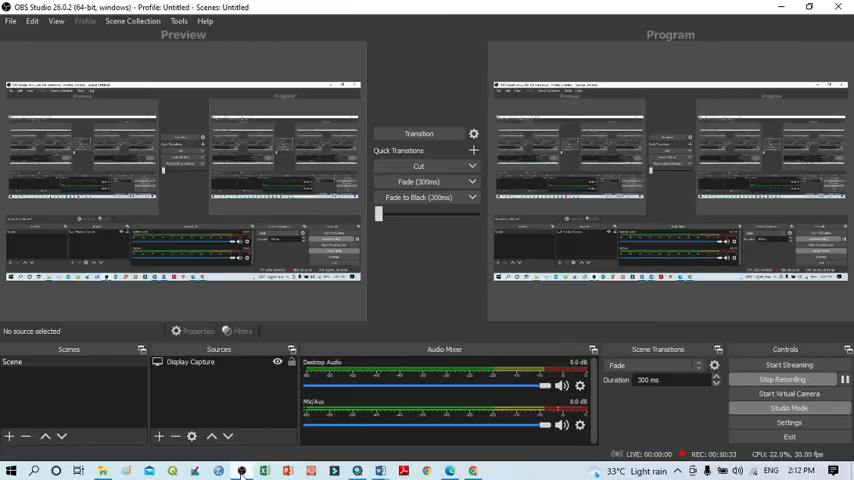 OBS Studio 26.0.2 (64-bit, windows) - Profile: Untitled - Scenes: Untitled
File Edit View Profile Scene Collection Tools Help
Preview
Program
Transition
Quick Transitions
Cut
Fade (300ms)
Fade to Black (300ms)
No source selected
Properties
Filters
Scenes
Scene
Sources
Display Capture
Audio Mixer
Desktop Audio 0.0 dB
Mic/Aux 0.0 dB
Scene Transitions
Fade
Duration 300 ms
Controls
Start Streaming
Stop Recording
Start Virtual Camera
Studio Mode
Settings
Exit
LIVE: 00:00:00 REC: 00:10:33 CPU: 22.0%, 30.00 fps
33°C Light rain ENG 2:12 PM